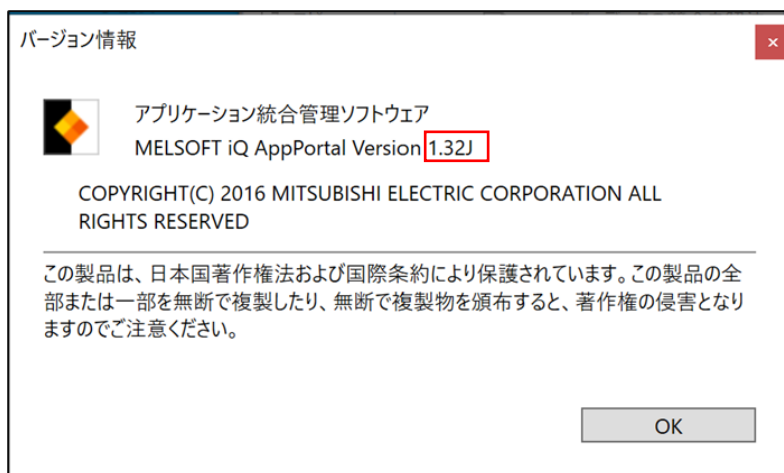 バージョン情報
×
アプリケーション統合管理ソフトウェア
MELSOFT iQ AppPortal Version 1.32J
COPYRIGHT(C) 2016 MITSUBISHI ELECTRIC CORPORATION ALL
RIGHTS RESERVED
この製品は、日本国著作権法および国際条約により保護されています。この製品の全
部または一部を無断で複製したり、無断で複製物を頒布すると、著作権の侵害となり
ますのでご注意ください。
OK